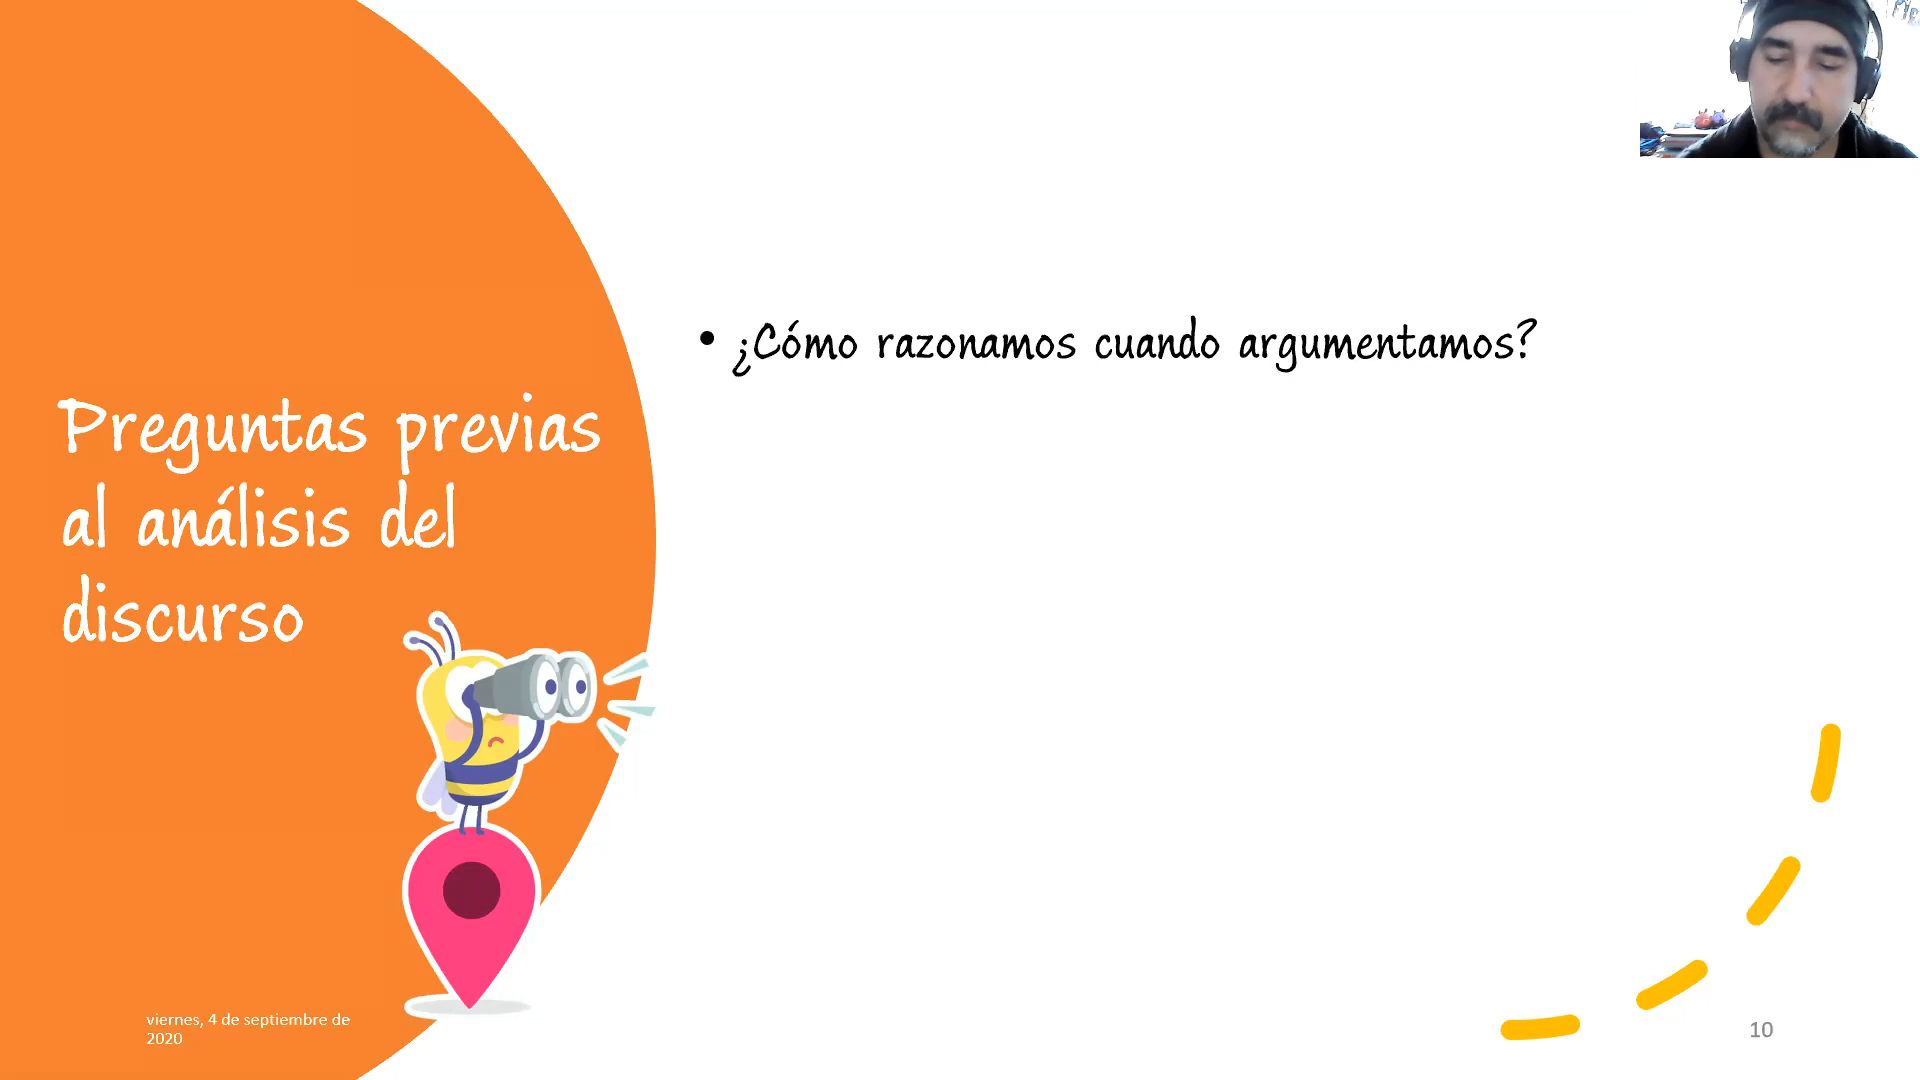 Preguntas previas
al análisis del
discurso
• ¿Cómo razonamos cuando argumentamos?
viernes, 4 de septiembre de
2020
10